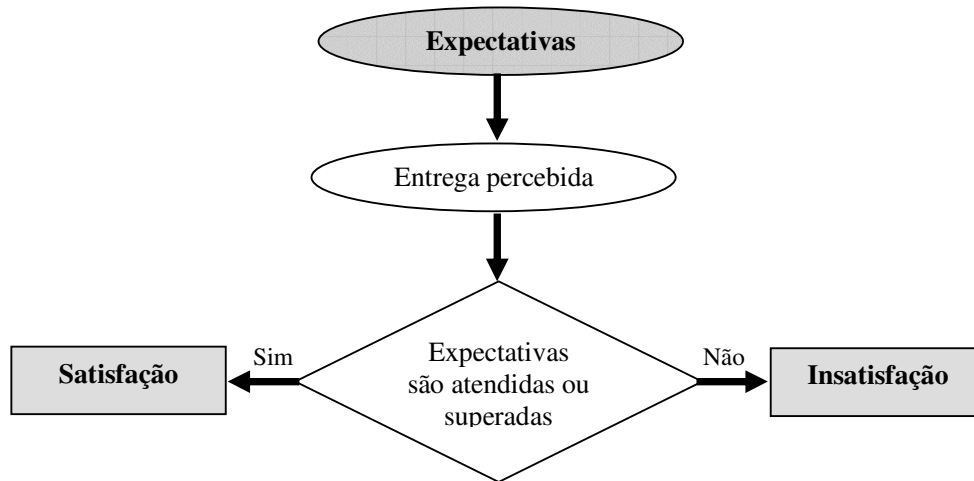 Expectativas
Entrega percebida
Sim
Não
Satisfação
Expectativas
são atendidas ou
superadas
Insatisfação